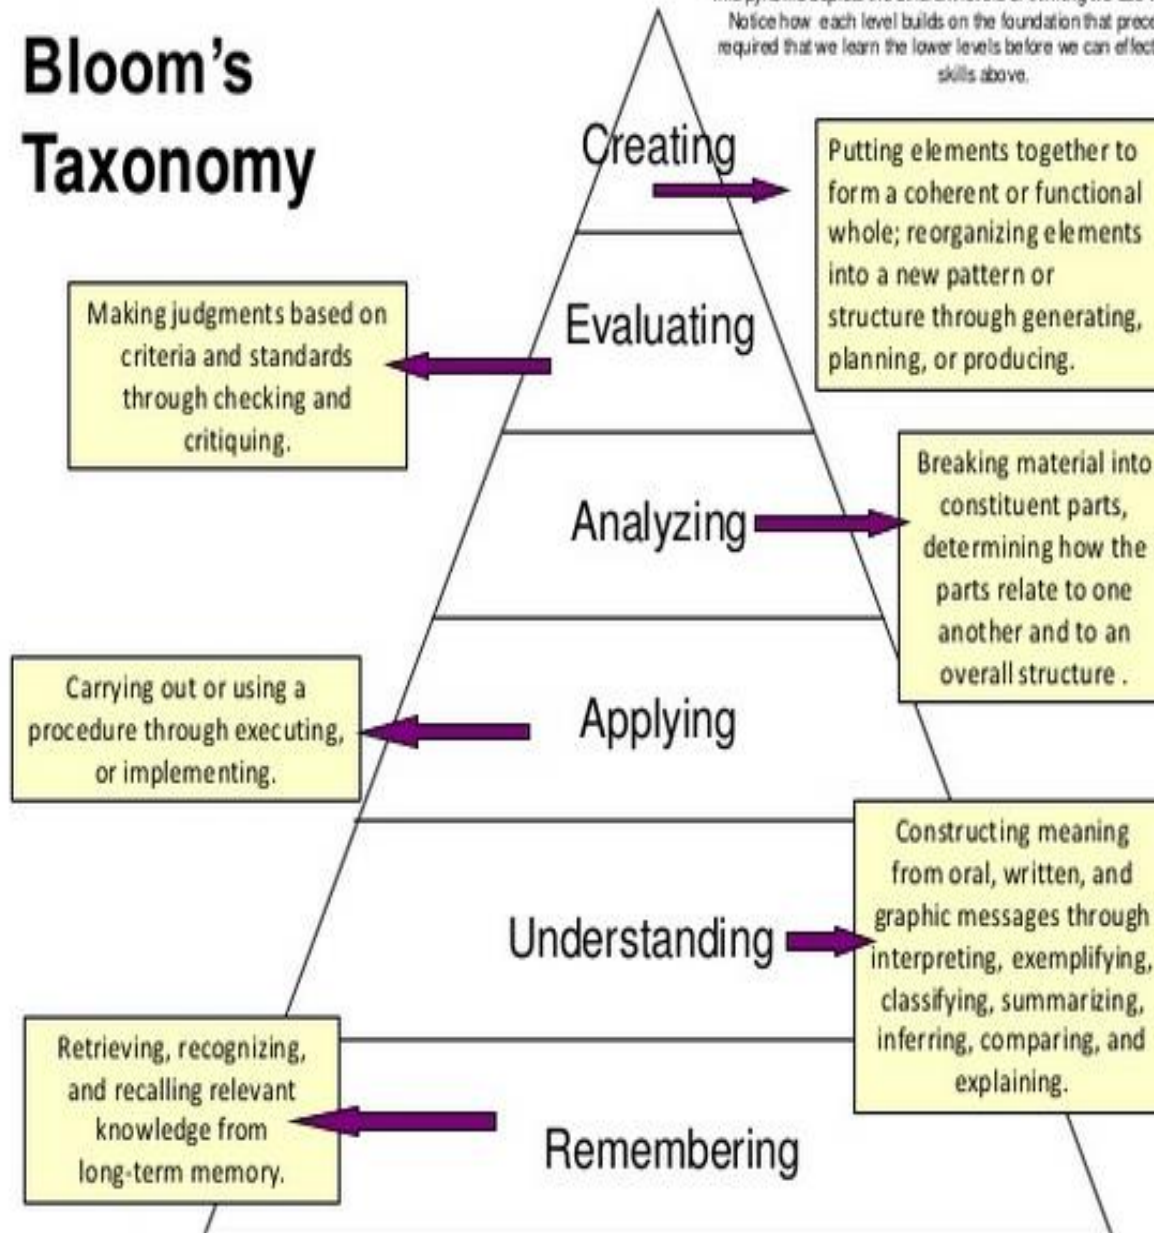 Bloom's
Taxonomy
Notice how each level builds on the foundation that
required that we learn the lower levels before we can
skills above.
Creating
Putting elements together to
form a coherent or functional
whole; reorganizing elements
into a new pattern or
structure through generating,
planning, or producing.
Evaluating
Making judgments based on
criteria and standards
through checking and
critiquing.
Analyzing
Breaking material into
constituent parts,
determining how the
parts relate to one
another and to an
overall structure .
Applying
Carrying out or using a
procedure through executing,
or implementing.
Understanding
Constructing meaning
from oral, written, and
graphic messages through
interpreting, exemplifying,
classifying, summarizing,
inferring, comparing, and
explaining.
Remembering
Retrieving, recognizing,
and recalling relevant
knowledge from
long-term memory.